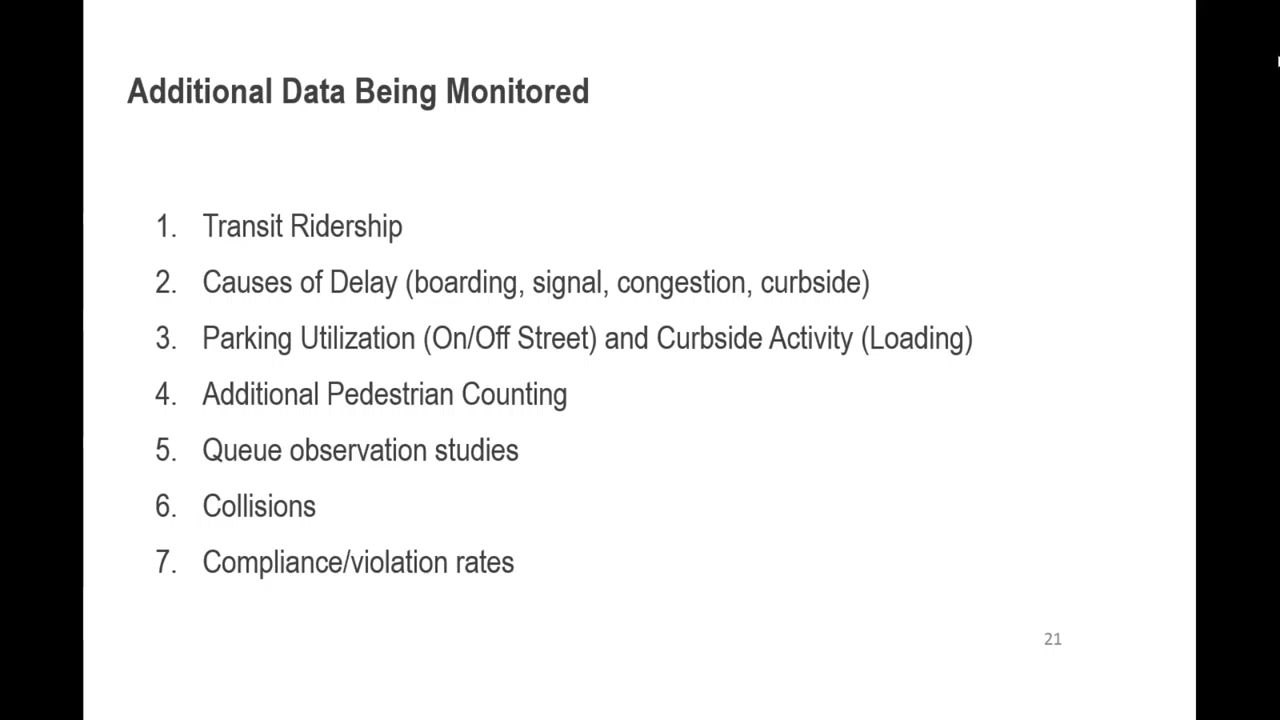 Additional Data Being Monitored
1. Transit Ridership
2. Causes of Delay (boarding, signal, congestion, curbside)
3. Parking Utilization (On/Off Street) and Curbside Activity (Loading)
4. Additional Pedestrian Counting
5. Queue observation studies
6. Collisions
7. Compliance/violation rates
21